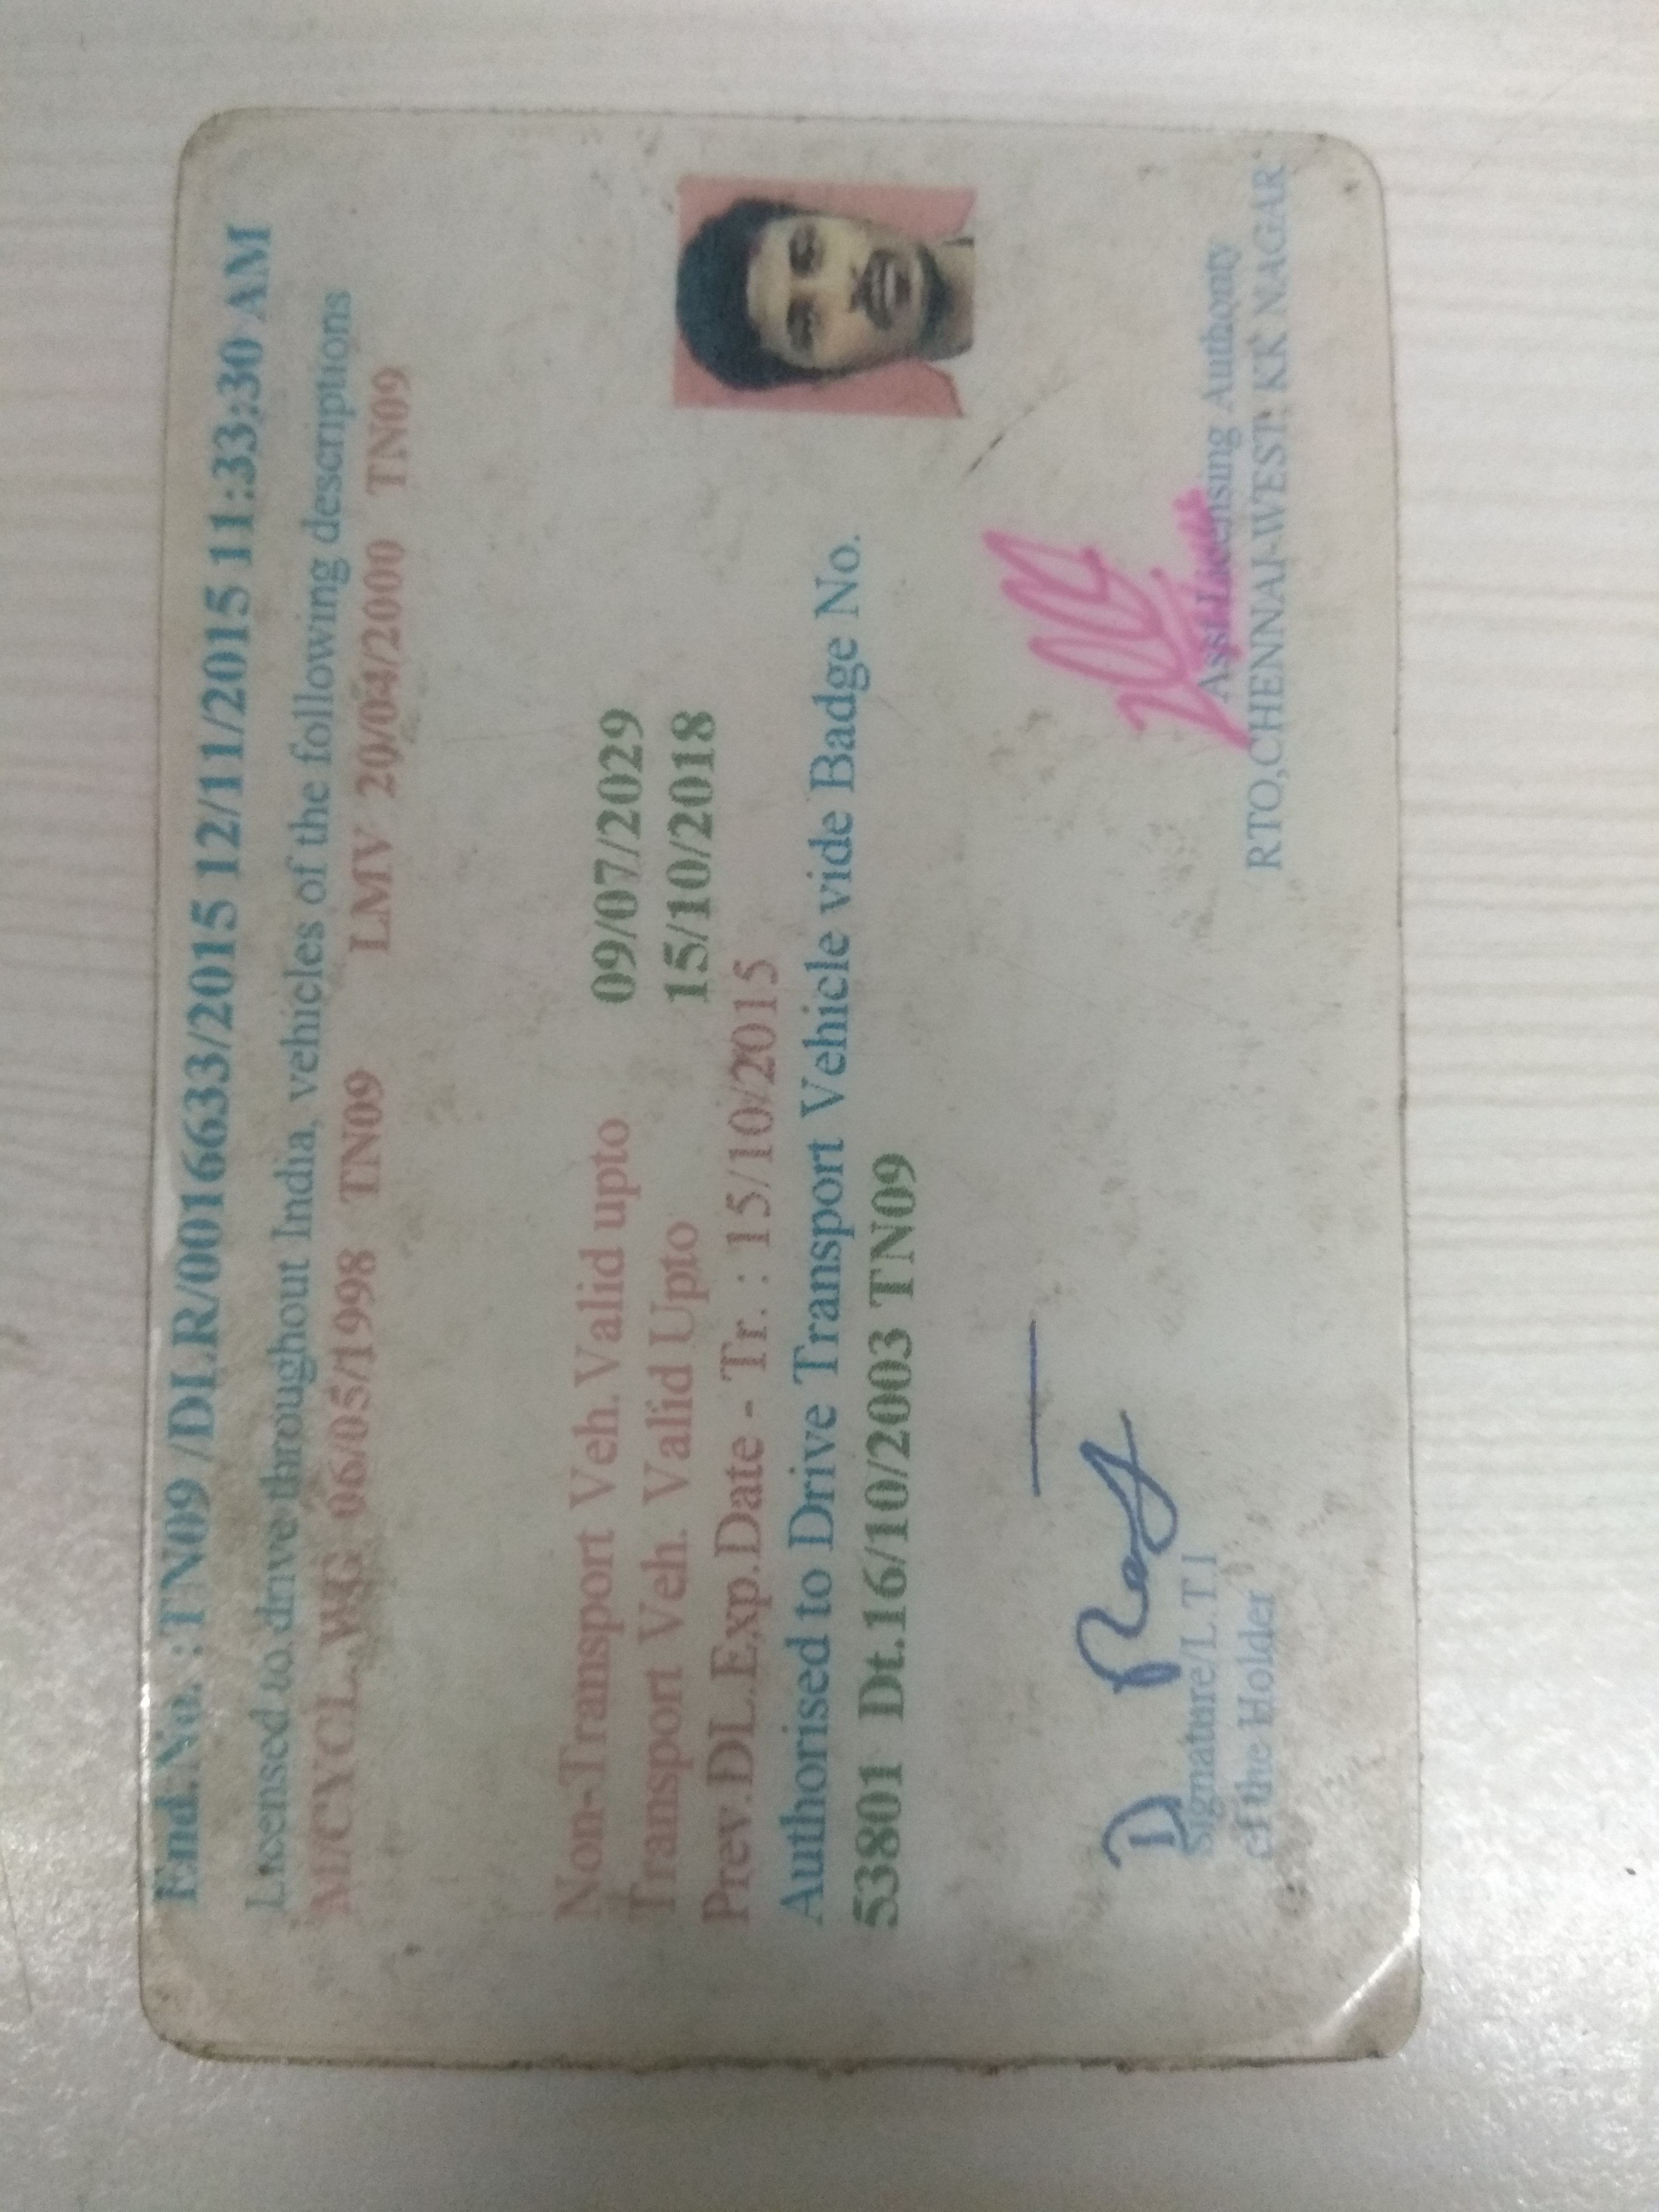 End.No. : TN09 /DLR/0016633/2015 12/11/2015 11:33:30 AM
Licensed to drive throughout India, vehicles of the following descriptions
M/CYCL.WG 06/05/1998 TN09 LMV 20/04/2000 TN09
Non-Transport Veh. Valid upto 09/07/2029
Transport Veh. Valid Upto 15/10/2018
Prev.DL.Exp.Date - Tr. : 15/10/2015
Authorised to Drive Transport Vehicle vide Badge No.
53801 Dt.16/10/2003 TN09
D
Signature/L.T.I
of the Holder
Asst Licensing Authority
RTO,CHENNAI-WEST, KK NAGAR